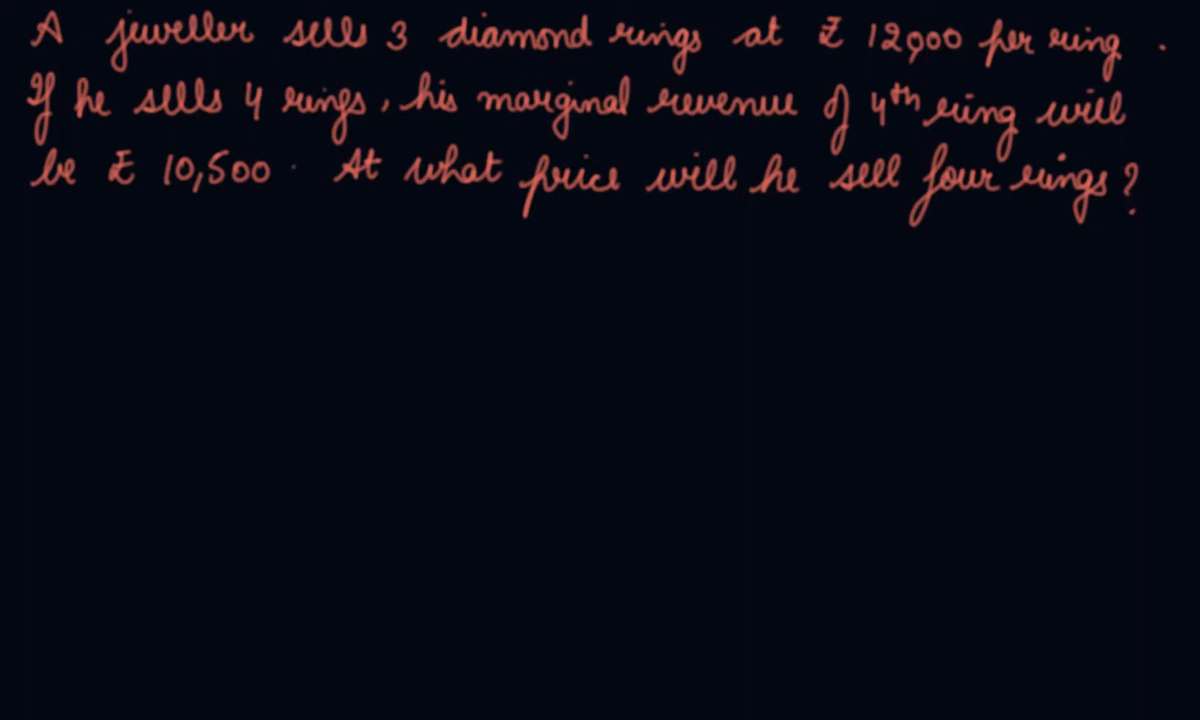 A jeweller sells 3 diamond rings at ₹ 12,000 per ring.
If he sells 4 rings, his marginal revenue of 4th ring will
be ₹ 10,500. At what price will he sell four rings?